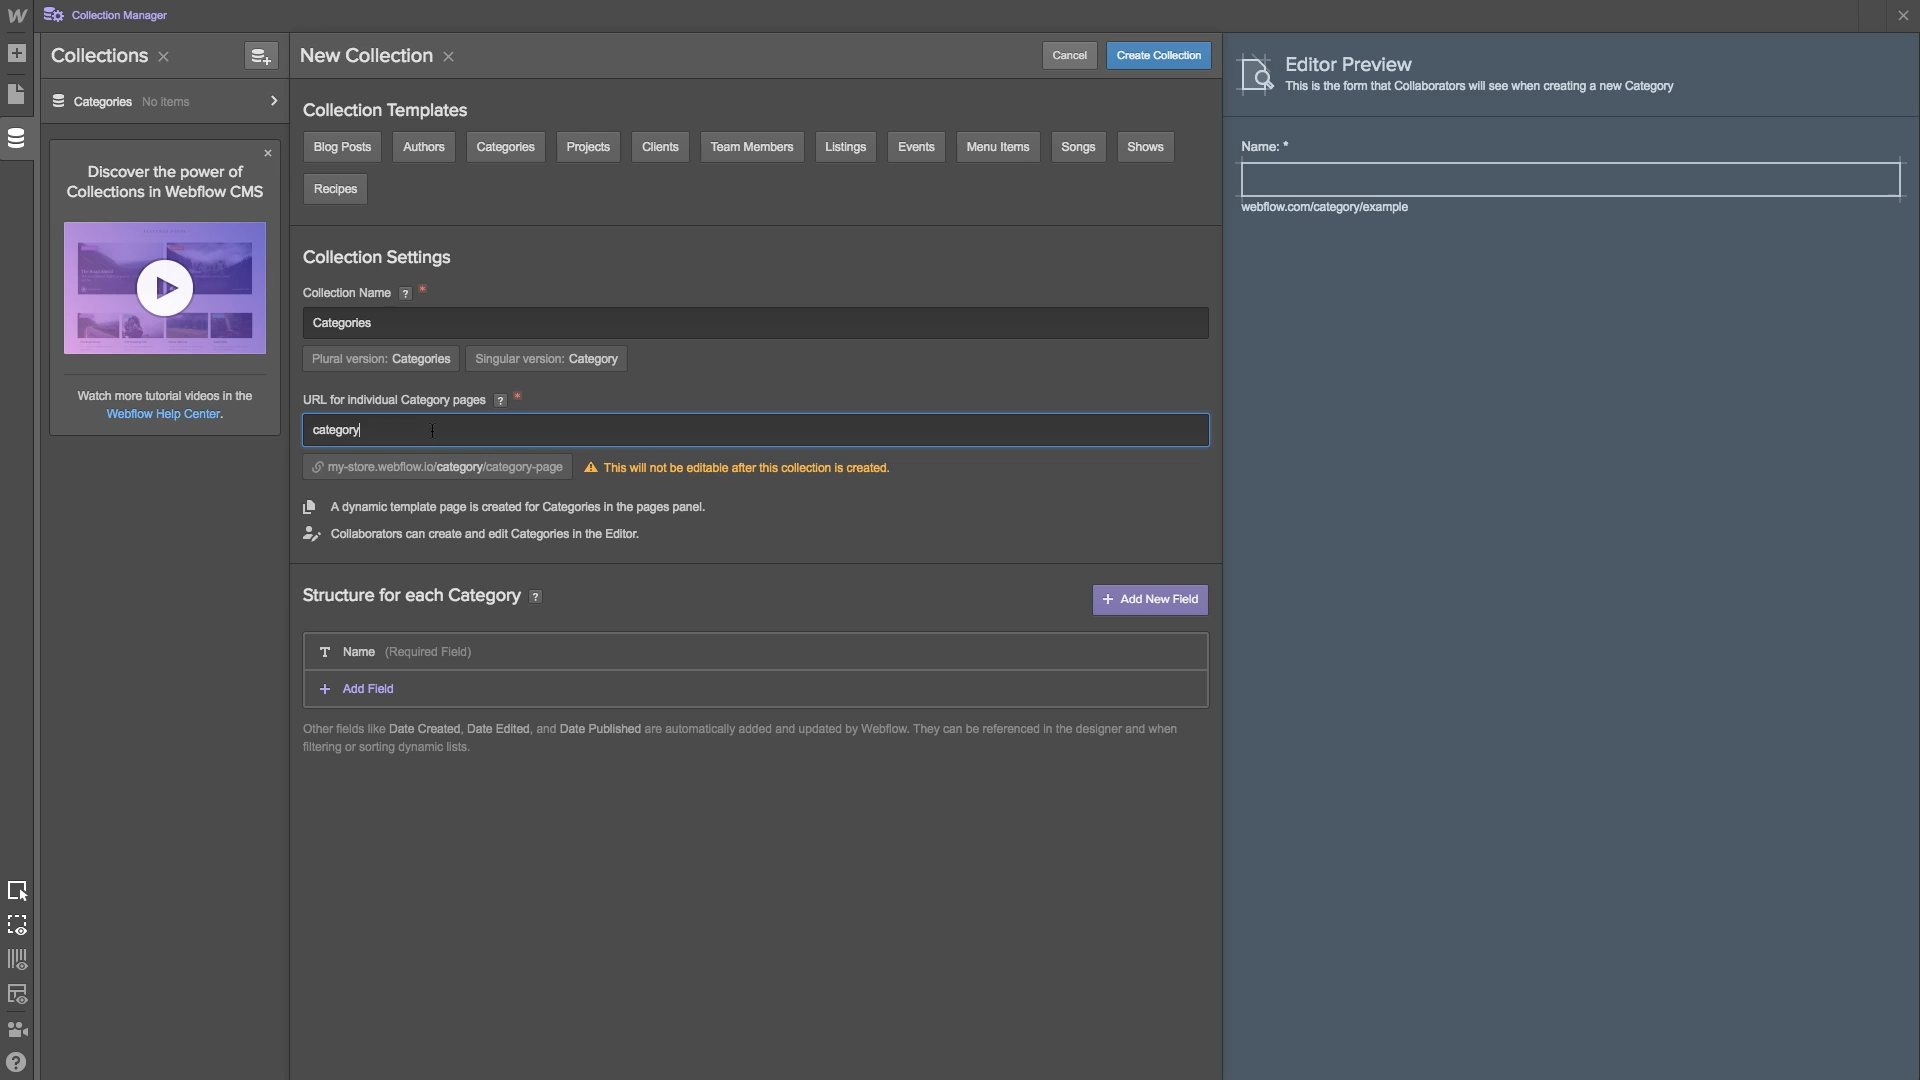 Collection Manager
Collections
New Collection
Cancel
Create Collection
Categories No items
Discover the power of
Collections in Webflow CMS
Watch more tutorial videos in the
Webflow Help Center.
Collection Templates
Blog Posts
Authors
Categories
Projects
Clients
Team Members
Listings
Events
Menu Items
Songs
Shows
Recipes
Collection Settings
Collection Name ? *
Categories
Plural version: Categories
Singular version: Category
URL for individual Category pages ? *
category
my-store.webflow.io/category/category-page
This will not be editable after this collection is created.
A dynamic template page is created for Categories in the pages panel.
Collaborators can create and edit Categories in the Editor.
Structure for each Category ?
+ Add New Field
T Name (Required Field)
+ Add Field
Other fields like Date Created, Date Edited, and Date Published are automatically added and updated by Webflow. They can be referenced in the designer and when
filtering or sorting dynamic lists.
Editor Preview
This is the form that Collaborators will see when creating a new Category
Name: *
webflow.com/category/example